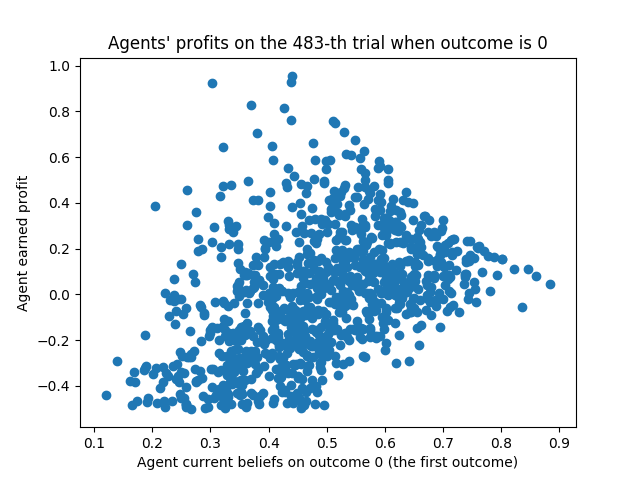 Agents' profits on the 483-th trial when outcome is 0
1.0
0.8
0.6
0.4
0.2
0.0
−0.2
−0.4
Agent earned profit
0.1 0.2 0.3 0.4 0.5 0.6 0.7 0.8 0.9
Agent current beliefs on outcome 0 (the first outcome)